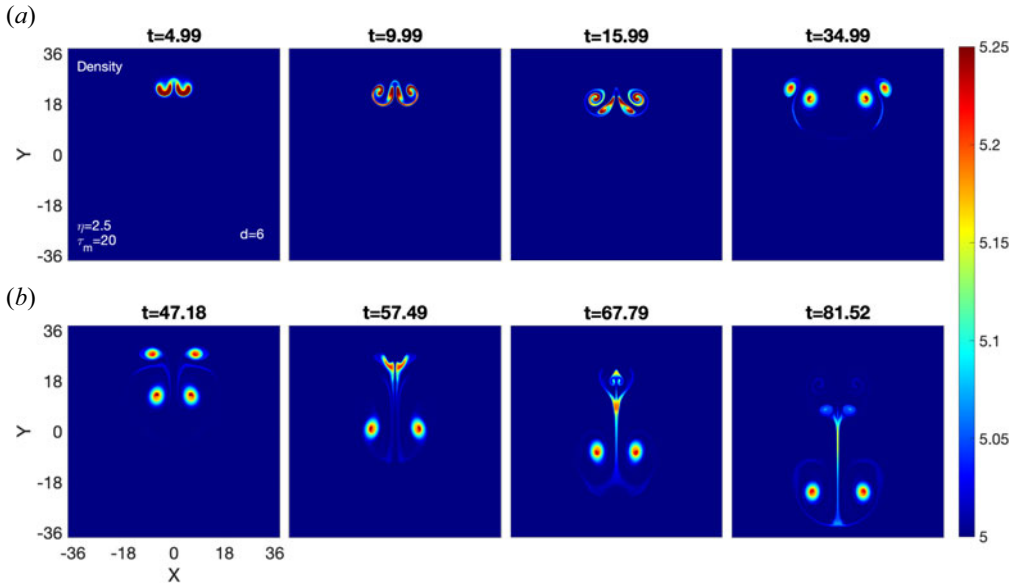 (a)
t=4.99 t=9.99 t=15.99 t=34.99
36 Density 5.25
18
5.2
Y 0
-18 5.15
η=2.5
τm=20 d=6
-36
5.1
(b)
t=47.18 t=57.49 t=67.79 t=81.52
36
18
5.05
Y 0
-18
-36 5
-36 -18 0 18 36
X